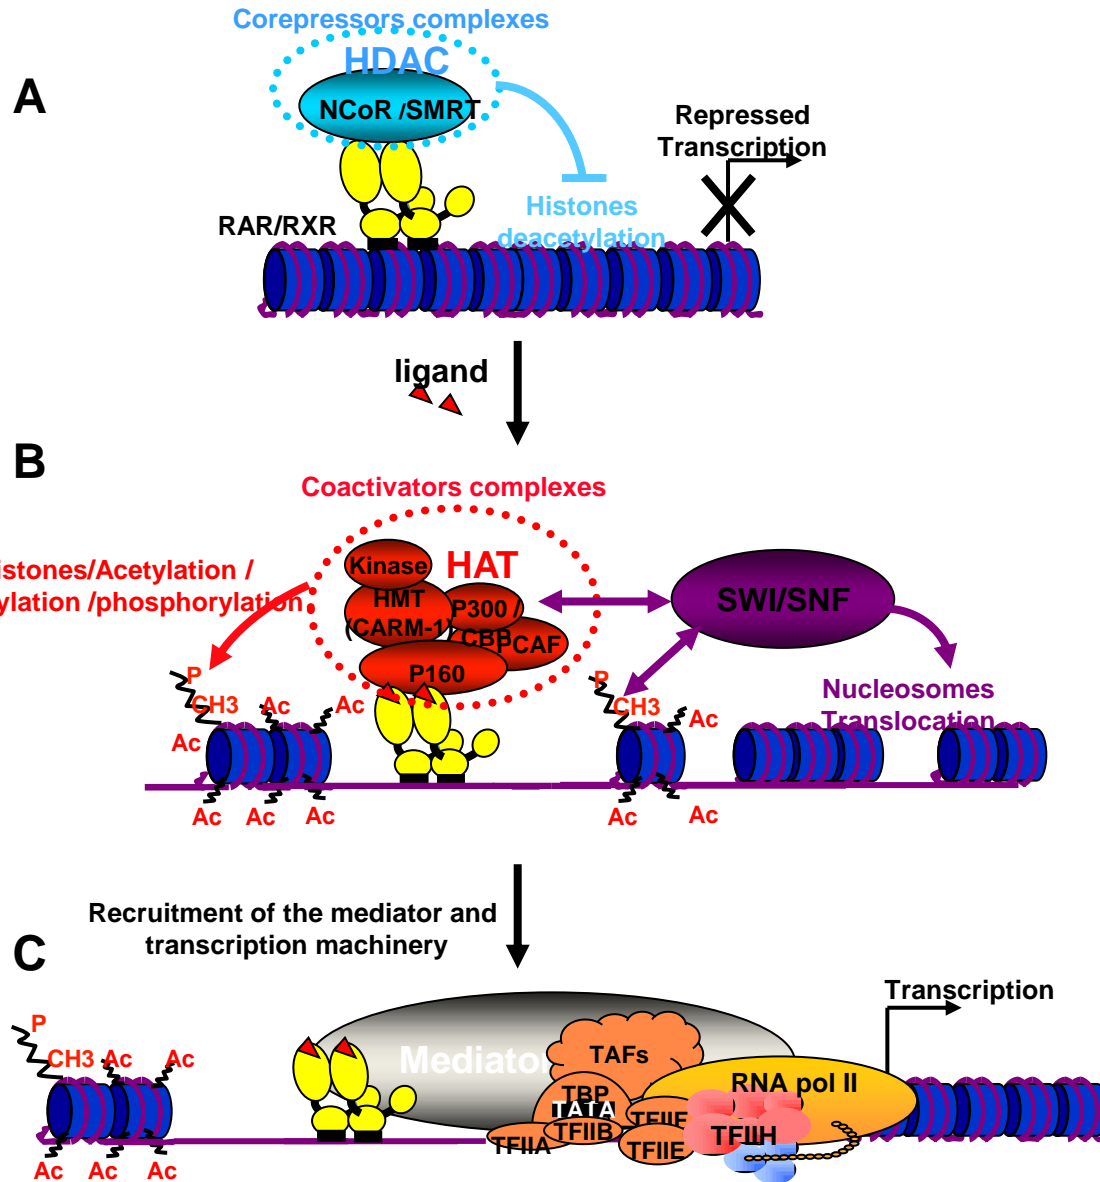 Corepressors complexes
HDAC
A
NCoR /SMRT
Repressed
Transcription
Histones
deacetylation
RAR/RXR
ligand
B
Coactivators complexes
istones/Acetylation /
ylation /phosphorylation
Kinase
HAT
HMT
(CARM-1)
P300 /
CBP
PCAF
P160
SWI/SNF
Nucleosomes
Translocation
P
CH3
Ac
Ac
Ac
Ac
Ac
Ac
P
CH3
Ac
Ac
Ac
Recruitment of the mediator and
transcription machinery
C
Transcription
P
CH3
Ac
Ac
Ac
Ac
Ac
Mediator
TAFs
TBP
TATA
RNA pol II
TFIIA
TFIIB
TFIIF
TFIIE
TFIIH